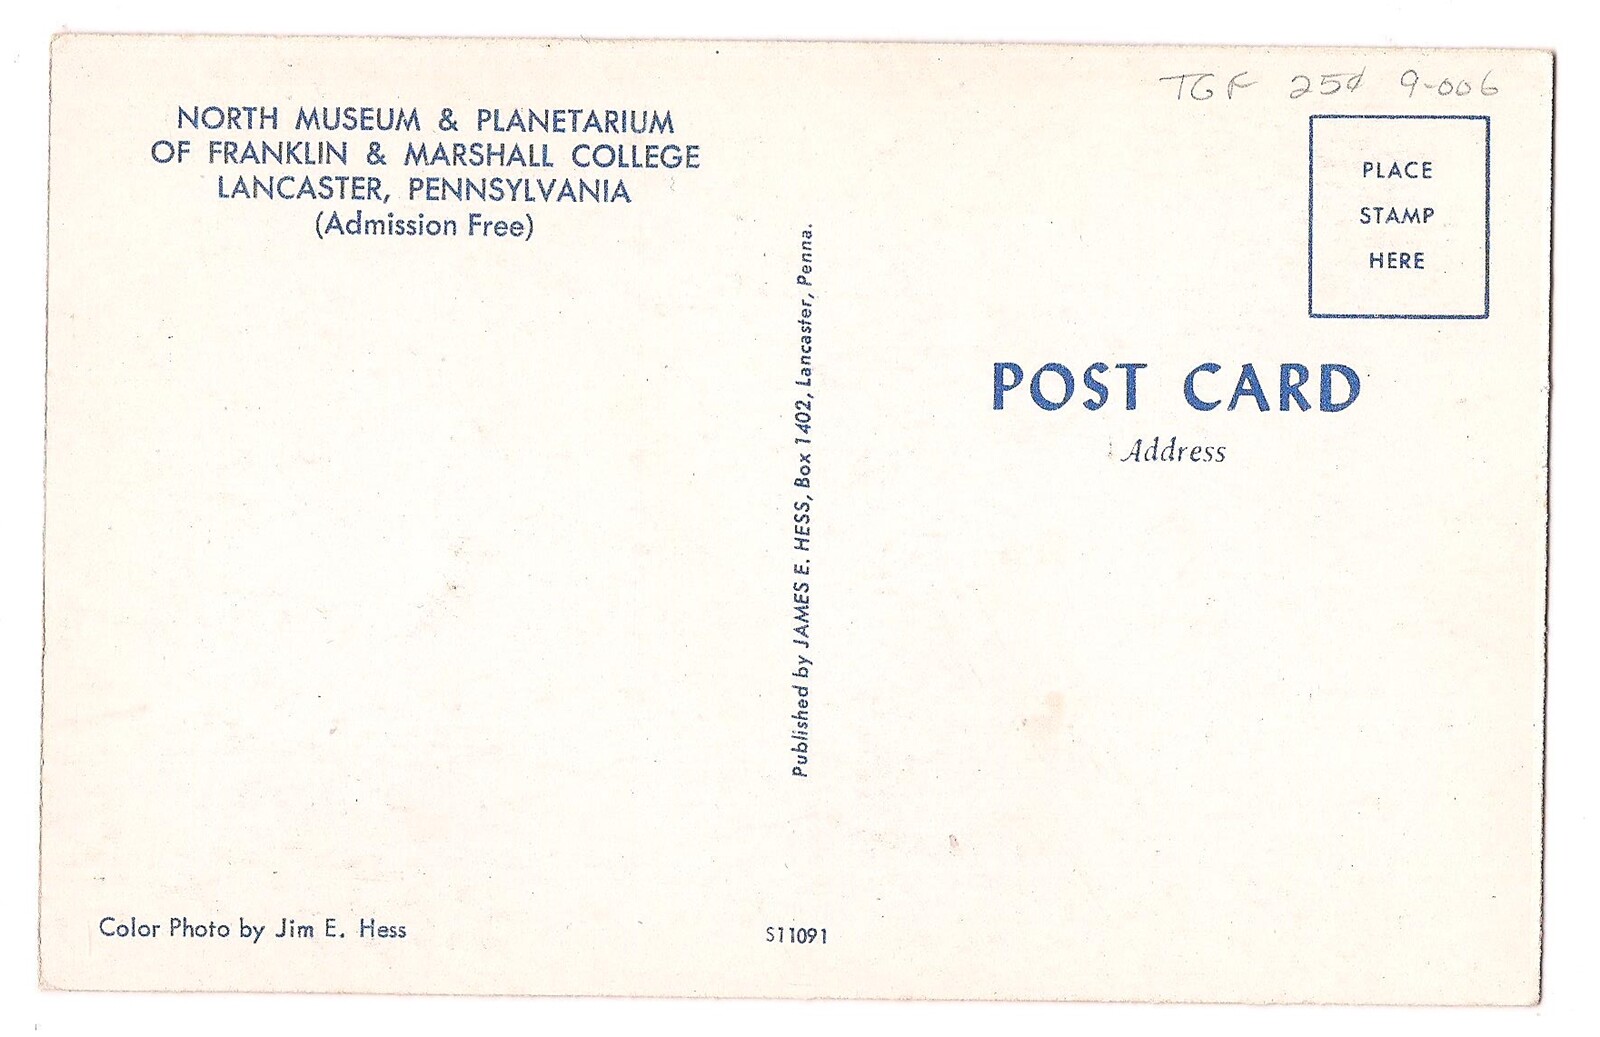 NORTH MUSEUM & PLANETARIUM
OF FRANKLIN & MARSHALL COLLEGE
LANCASTER, PENNSYLVANIA
(Admission Free)
Color Photo by Jim E. Hess
Published by JAMES E. HESS, Box 1402, Lancaster, Penna.
S11091
TGF 25¢ 9-006
PLACE
STAMP
HERE
POST CARD
Address